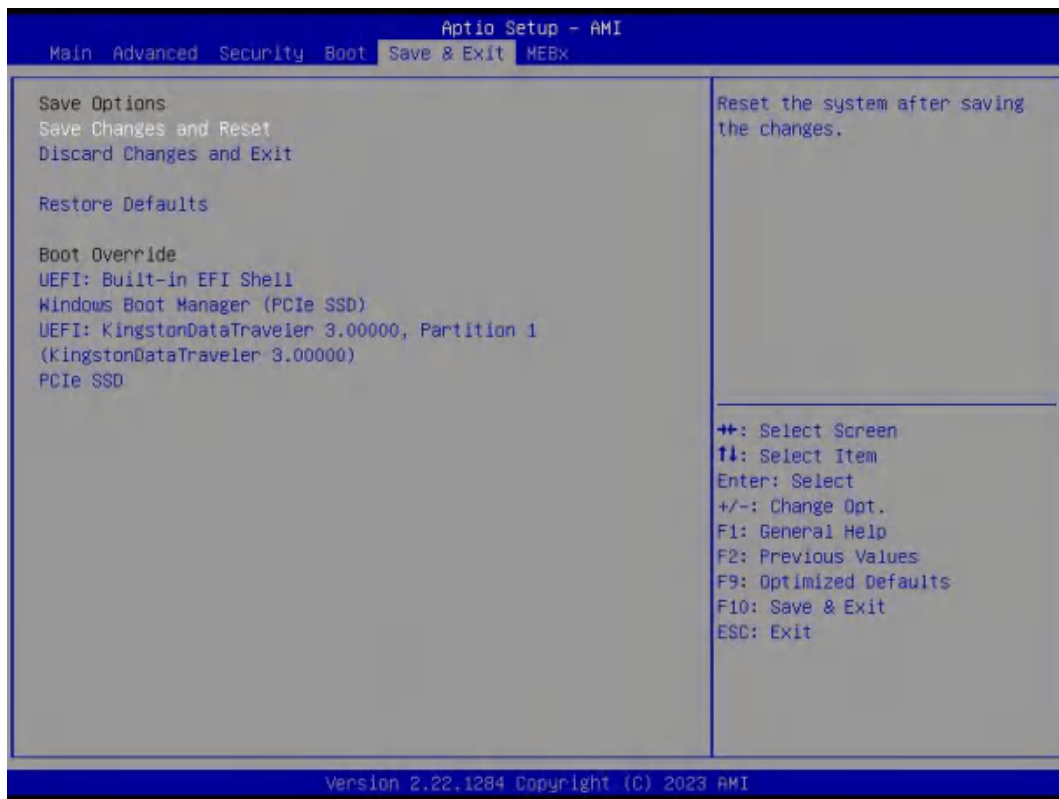 Aptio Setup - AMI
Main Advanced Security Boot Save & Exit MEBx
Save Options
Save Changes and Reset
Discard Changes and Exit
Restore Defaults
Boot Override
UEFI: Built-in EFI Shell
Windows Boot Manager (PCIe SSD)
UEFI: KingstonDataTraveler 3.00000, Partition 1
(KingstonDataTraveler 3.00000)
PCIe SSD
Reset the system after saving
the changes.
→←: Select Screen
↑↓: Select Item
Enter: Select
+/-: Change Opt.
F1: General Help
F2: Previous Values
F9: Optimized Defaults
F10: Save & Exit
ESC: Exit
Version 2.22.1284 Copyright (C) 2023 AMI